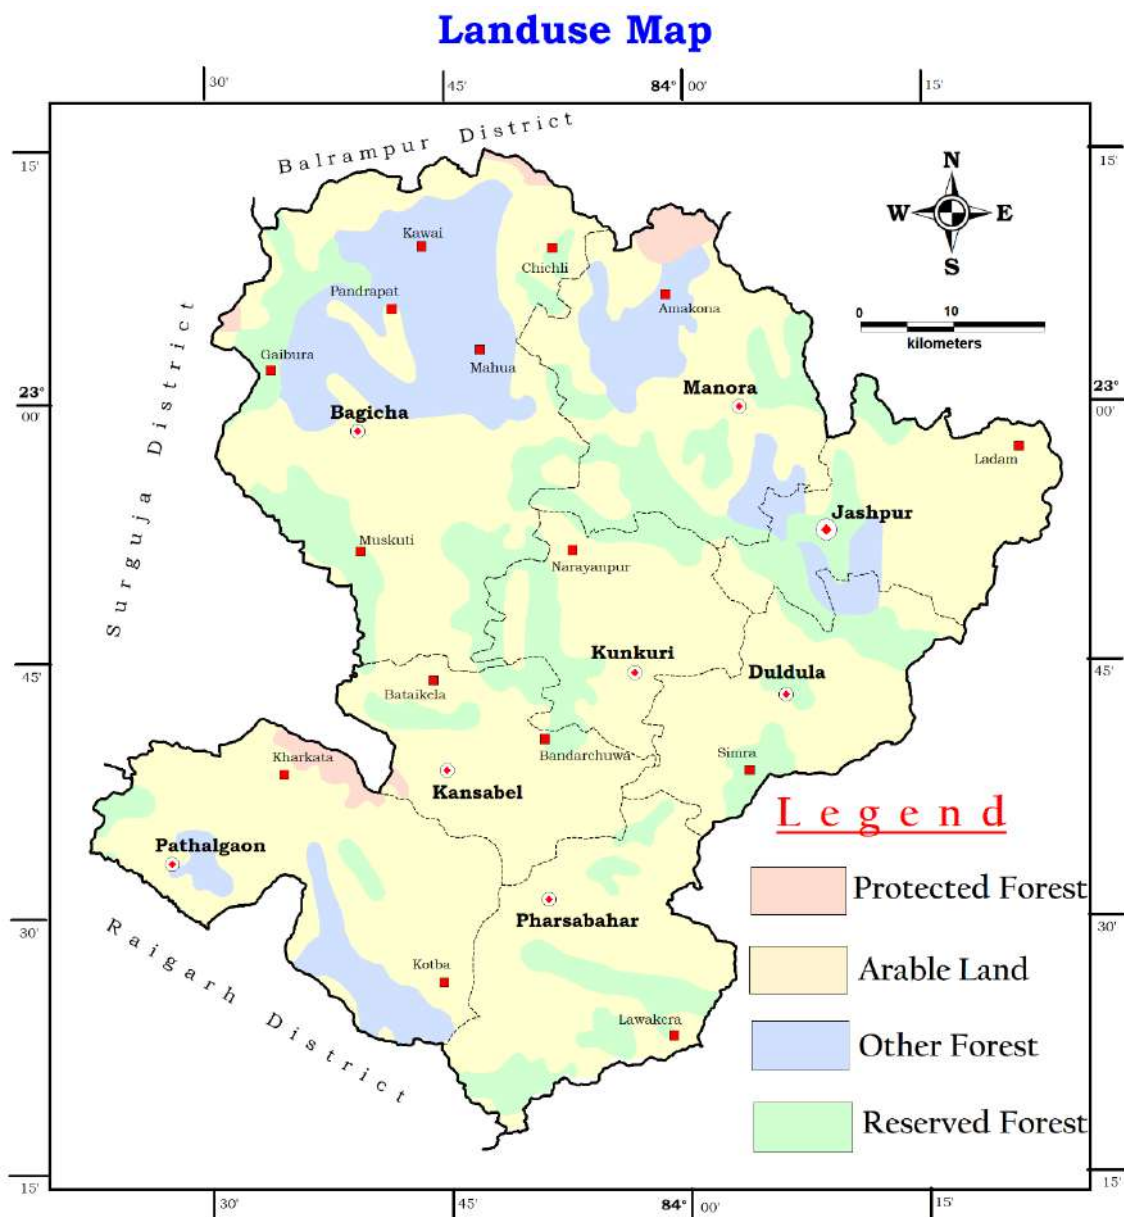 Landuse Map
30'
45'
84° 00'
15'
Balrampur District
15'
15'
N
W
E
S
Kawai
Chichli
Pandrapat
Amakona
0
10
kilometers
Gaibura
Mahua
Manora
23°
00'
23°
00'
Bagicha
Ladam
Surguja District
Jashpur
Muskuti
Narayanpur
Kunkuri
Duldula
45'
45'
Bataikela
Bandarchuwa
Simra
Kharkata
Kansabel
Legend
Pathalgaon
Protected Forest
Pharsabahar
30'
30'
Raigarh District
Arable Land
Kotba
Lawakera
Other Forest
Reserved Forest
15'
15'
30'
45'
84° 00'
15'